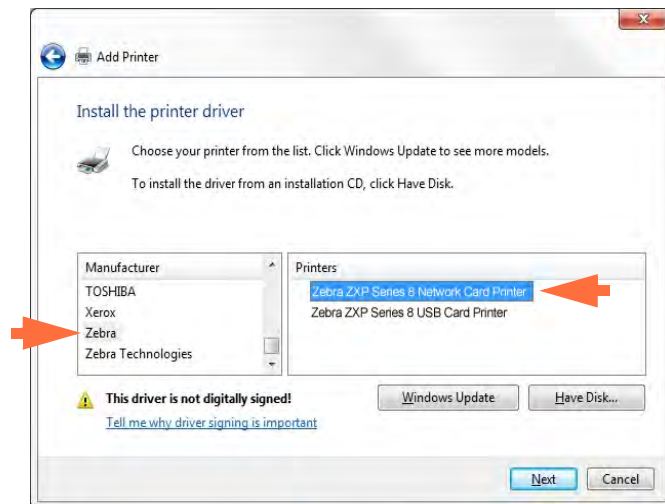 Add Printer
Install the printer driver
Choose your printer from the list. Click Windows Update to see more models.
To install the driver from an installation CD, click Have Disk.
Manufacturer
TOSHIBA
Xerox
Zebra
Zebra Technologies
Printers
Zebra ZXP Series 8 Network Card Printer
Zebra ZXP Series 8 USB Card Printer
This driver is not digitally signed!
Tell me why driver signing is important
Windows Update
Have Disk...
Next
Cancel